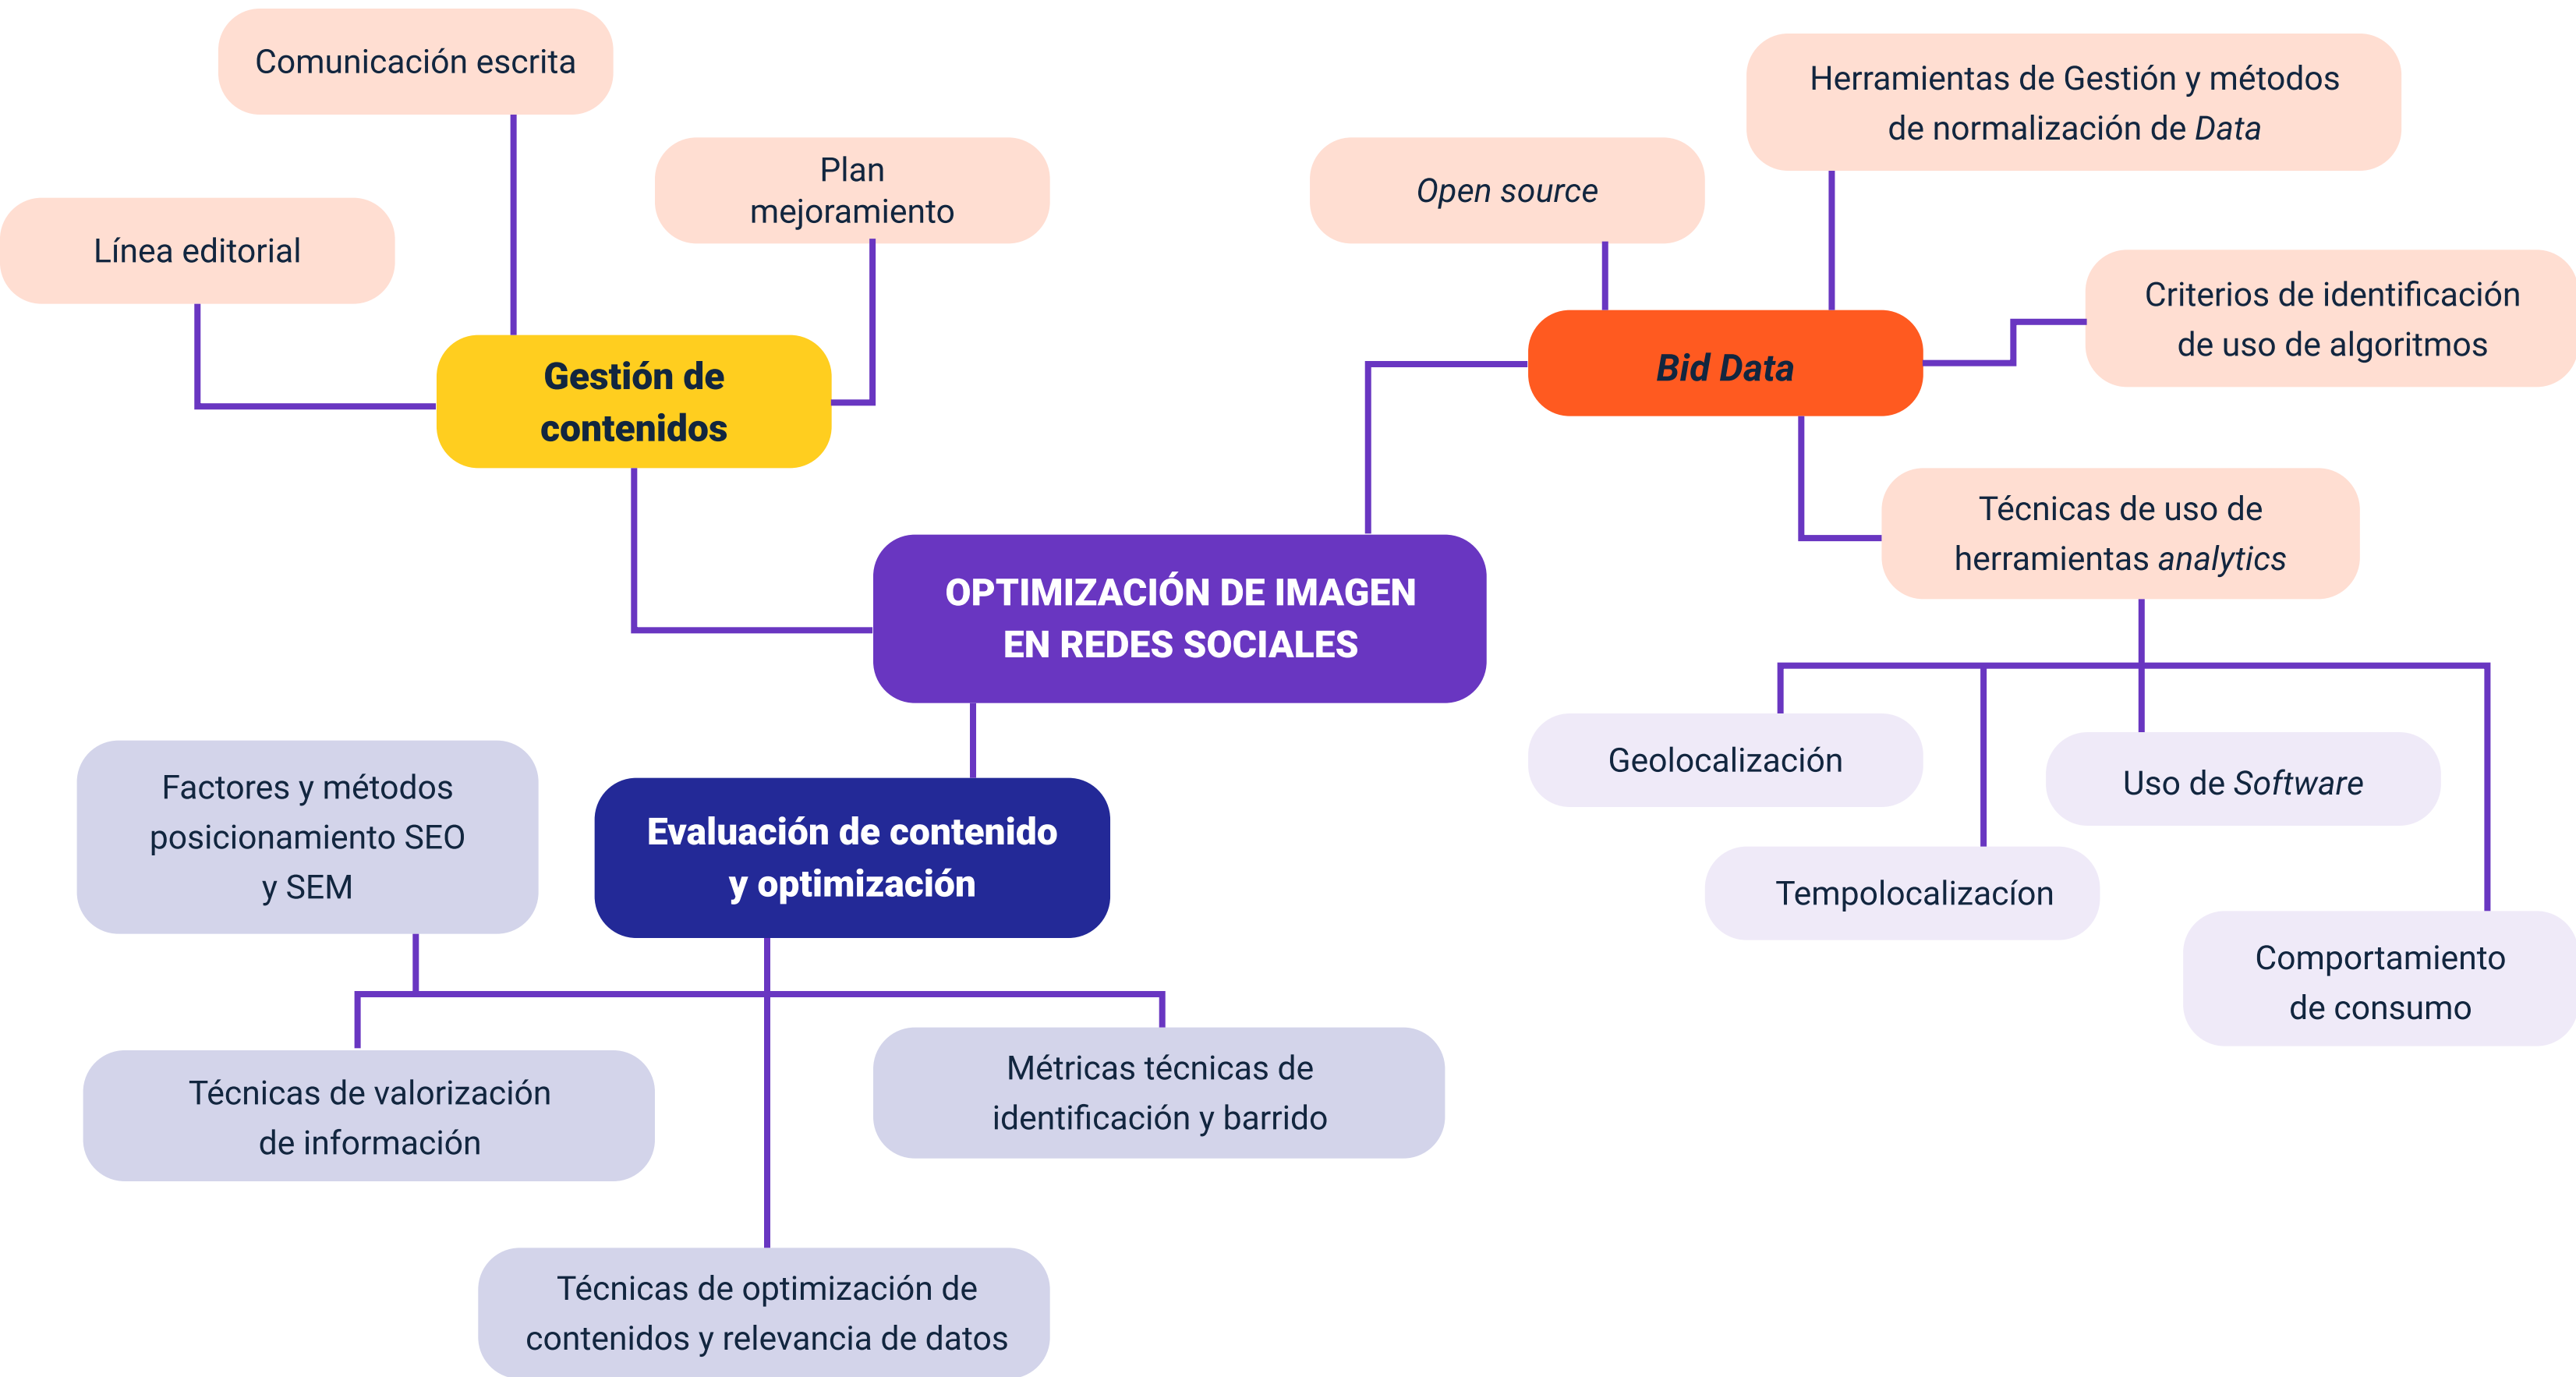 Comunicación escrita
Línea editorial
Plan
mejoramiento
Gestión de
contenidos
Open source
Herramientas de Gestión y métodos
de normalización de Data
Bid Data
Criterios de identificación
de uso de algoritmos
Técnicas de uso de
herramientas analytics
Geolocalización
Tempolocalizacíon
Uso de Software
Comportamiento
de consumo
OPTIMIZACIÓN DE IMAGEN
EN REDES SOCIALES
Evaluación de contenido
y optimización
Factores y métodos
posicionamiento SEO
y SEM
Técnicas de valorización
de información
Métricas técnicas de
identificación y barrido
Técnicas de optimización de
contenidos y relevancia de datos